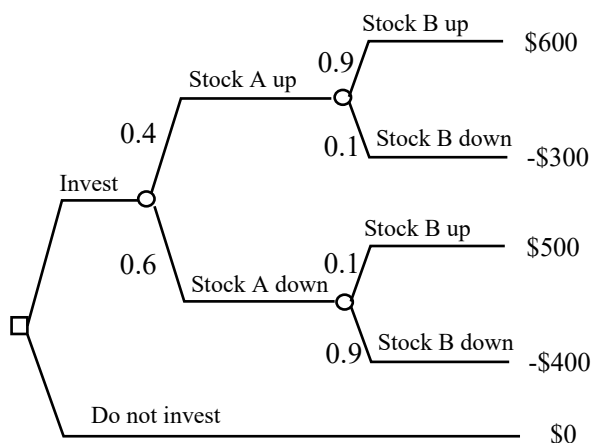 Stock B up
$600
0.9
Stock A up
0.4
0.1
Stock B down
-$300
Invest
Stock B up
$500
0.6
0.1
Stock A down
Stock B down
0.9
-$400
Do not invest
$0